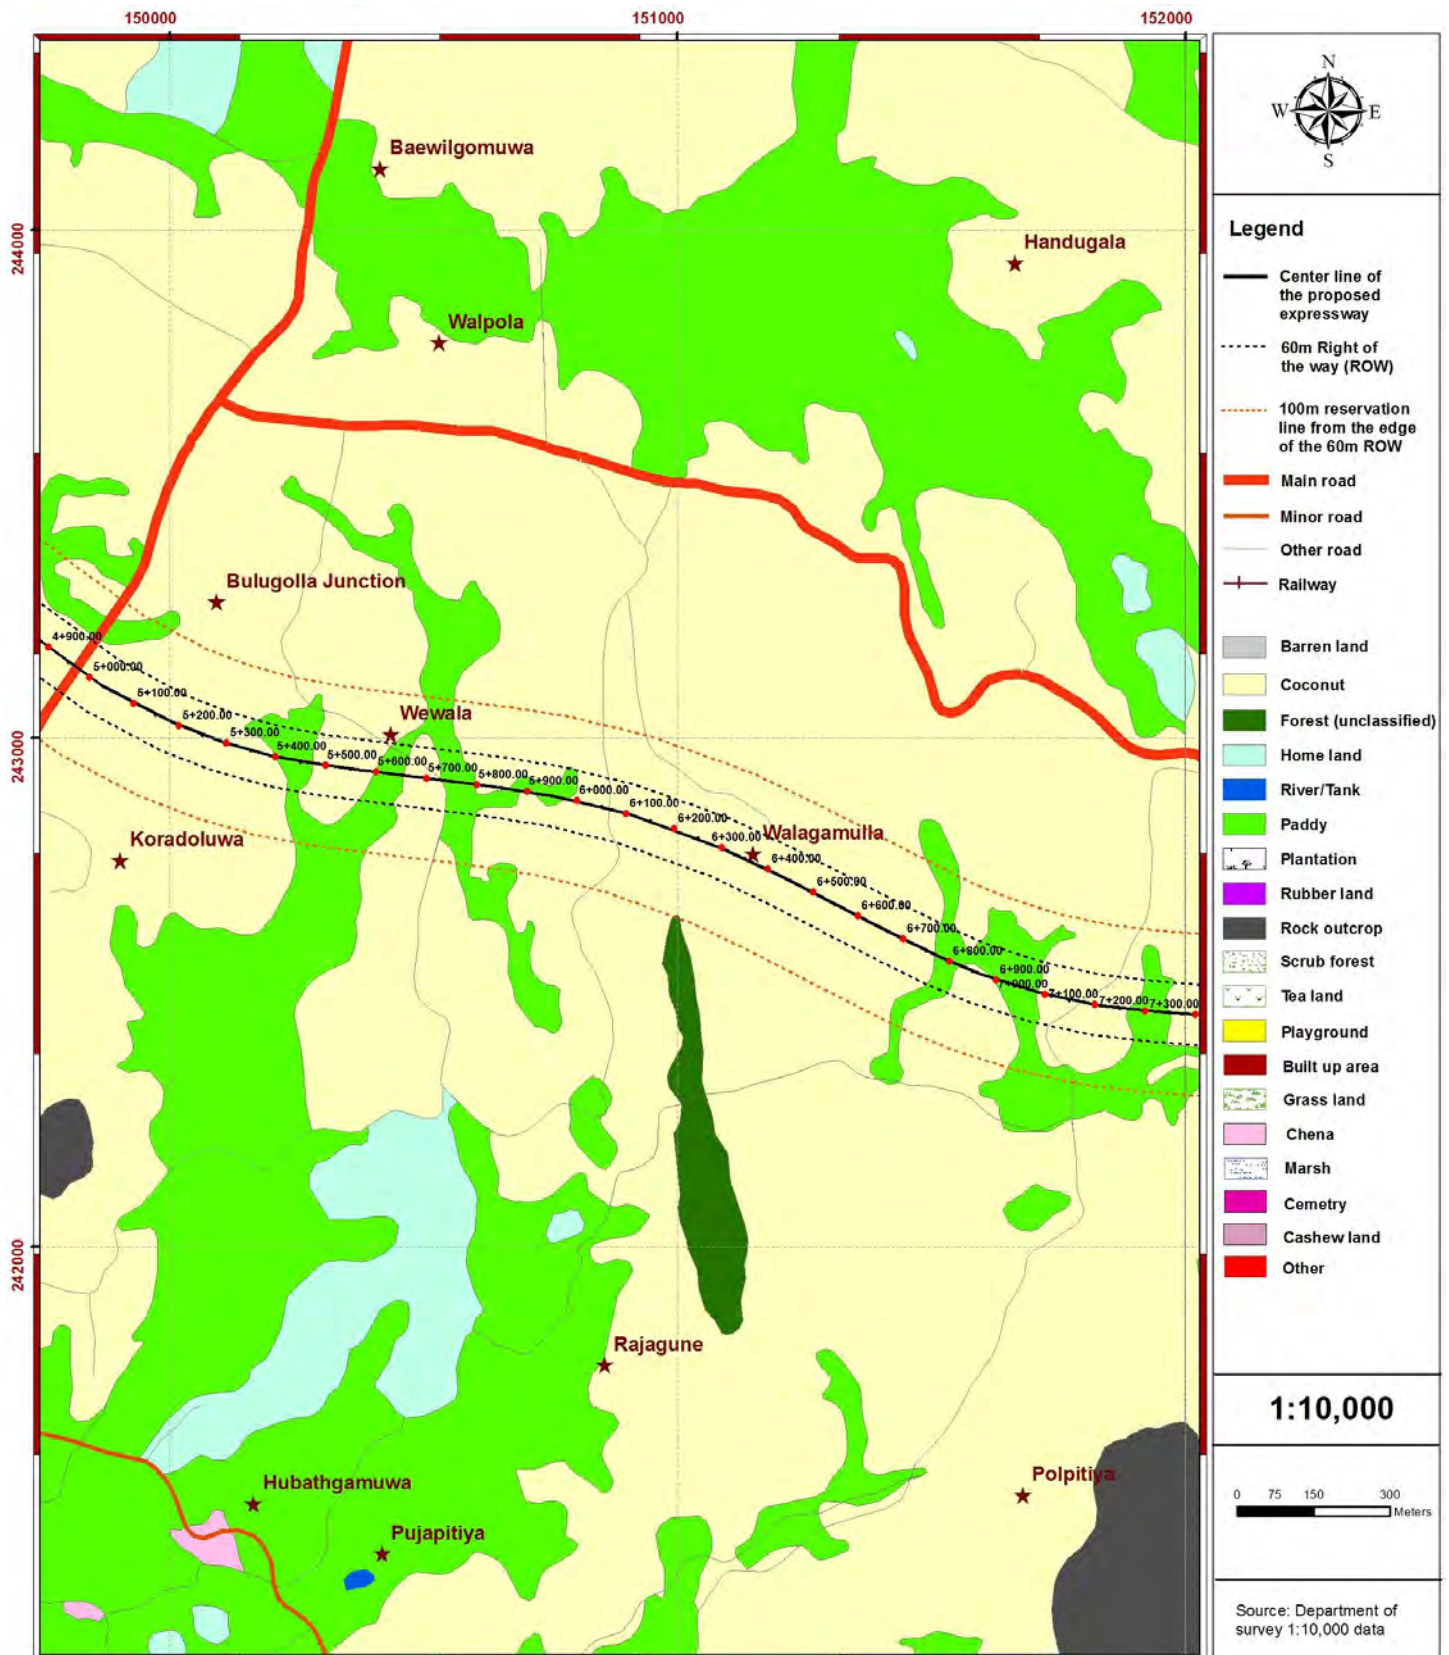 150000
151000
152000
N
W
E
S
Baewilgomuwa
244000
Handugala
Legend
Walpola
Center line of
the proposed
expressway
60m Right of
the way (ROW)
100m reservation
line from the edge
of the 60m ROW
Main road
Minor road
Other road
Railway
Bulugolla Junction
4+900.00
5+000.00
5+100.00
5+200.00
5+300.00
5+400.00
5+500.00
5+600.00
5+700.00
5+800.00
5+900.00
6+000.00
6+100.00
6+200.00
6+300.00
6+400.00
6+500.00
6+600.00
6+700.00
6+800.00
6+900.00
7+000.00
7+100.00
7+200.00
7+300.00
Wewala
243000
Koradoluwa
Walagamulla
Barren land
Coconut
Forest (unclassified)
Home land
River/Tank
Paddy
Plantation
Rubber land
Rock outcrop
Scrub forest
Tea land
Playground
Built up area
Grass land
Chena
Marsh
Cemetry
Cashew land
Other
242000
Rajagune
1:10,000
Hubathgamuwa
Polpitiya
Pujapitiya
0 75 150 300
Meters
Source: Department of
survey 1:10,000 data